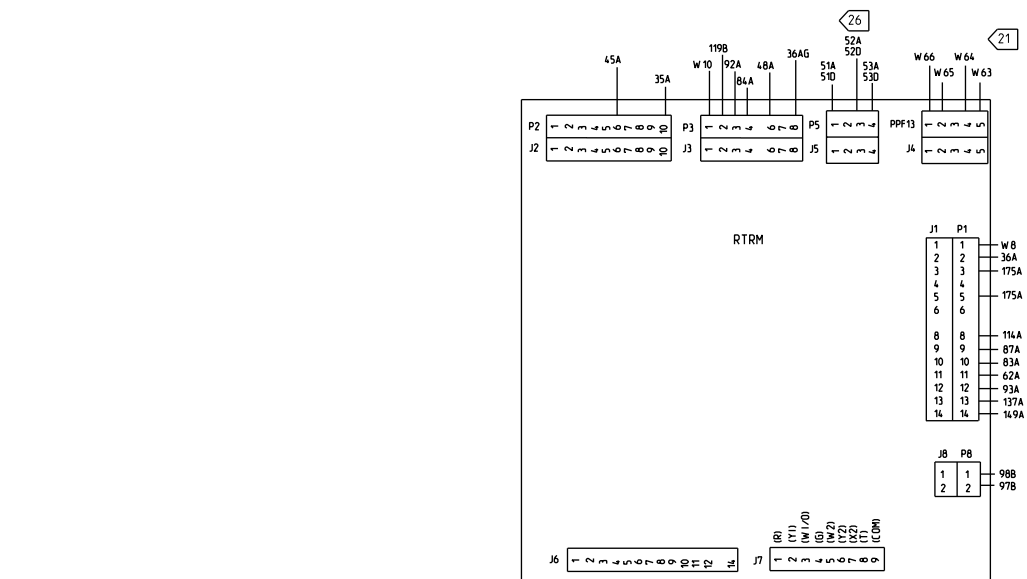 26
21
52A
52D
119B
36AG
W66
W64
45A
W10
92A
48A
51A
51D
53A
53D
W65
W63
35A
84A
P2 1 2 3 4 5 6 7 8 9 10
J2 1 2 3 4 5 6 7 8 9 10
P3 1 2 3 4 6 7 8
J3 1 2 3 4 6 7 8
P5 1 2 3 4
J5 1 2 3 4
PPF13 1 2 3 4 5
J4 1 2 3 4 5
RTRM
J1 P1
1 1 W8
2 2 36A
3 3 175A
4 4
5 5 175A
6 6
8 8 114A
9 9 87A
10 10 83A
11 11 62A
12 12 93A
13 13 137A
14 14 149A
J8 P8
1 1 98B
2 2 97B
(R) (Y1) (W1/O) (G) (W2) (Y2) (X2) (T) (COM)
J6 1 2 3 4 5 6 7 8 9 10 11 12 14
J7 1 2 3 4 5 6 7 8 9